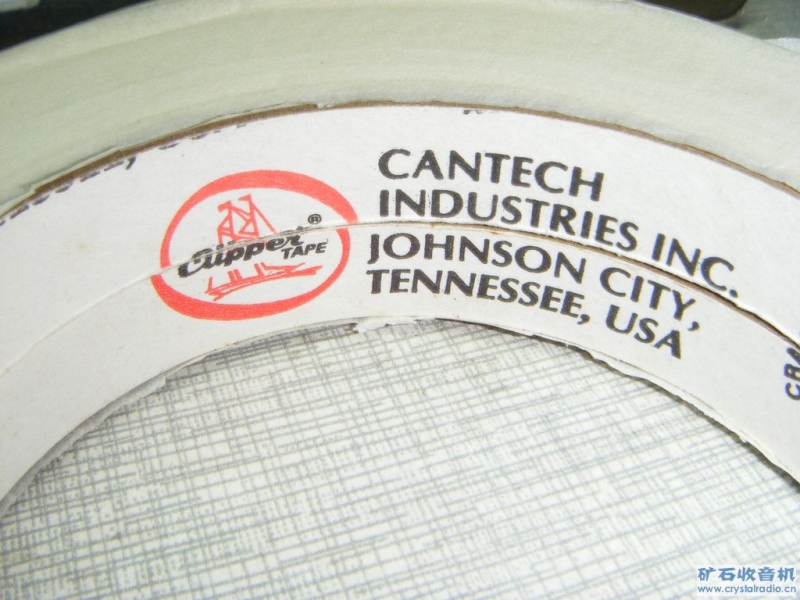 Clipper®
TAPE
CANTECH
INDUSTRIES INC.
JOHNSON CITY,
TENNESSEE, USA
矿石收音机
www.crystalradio.cn